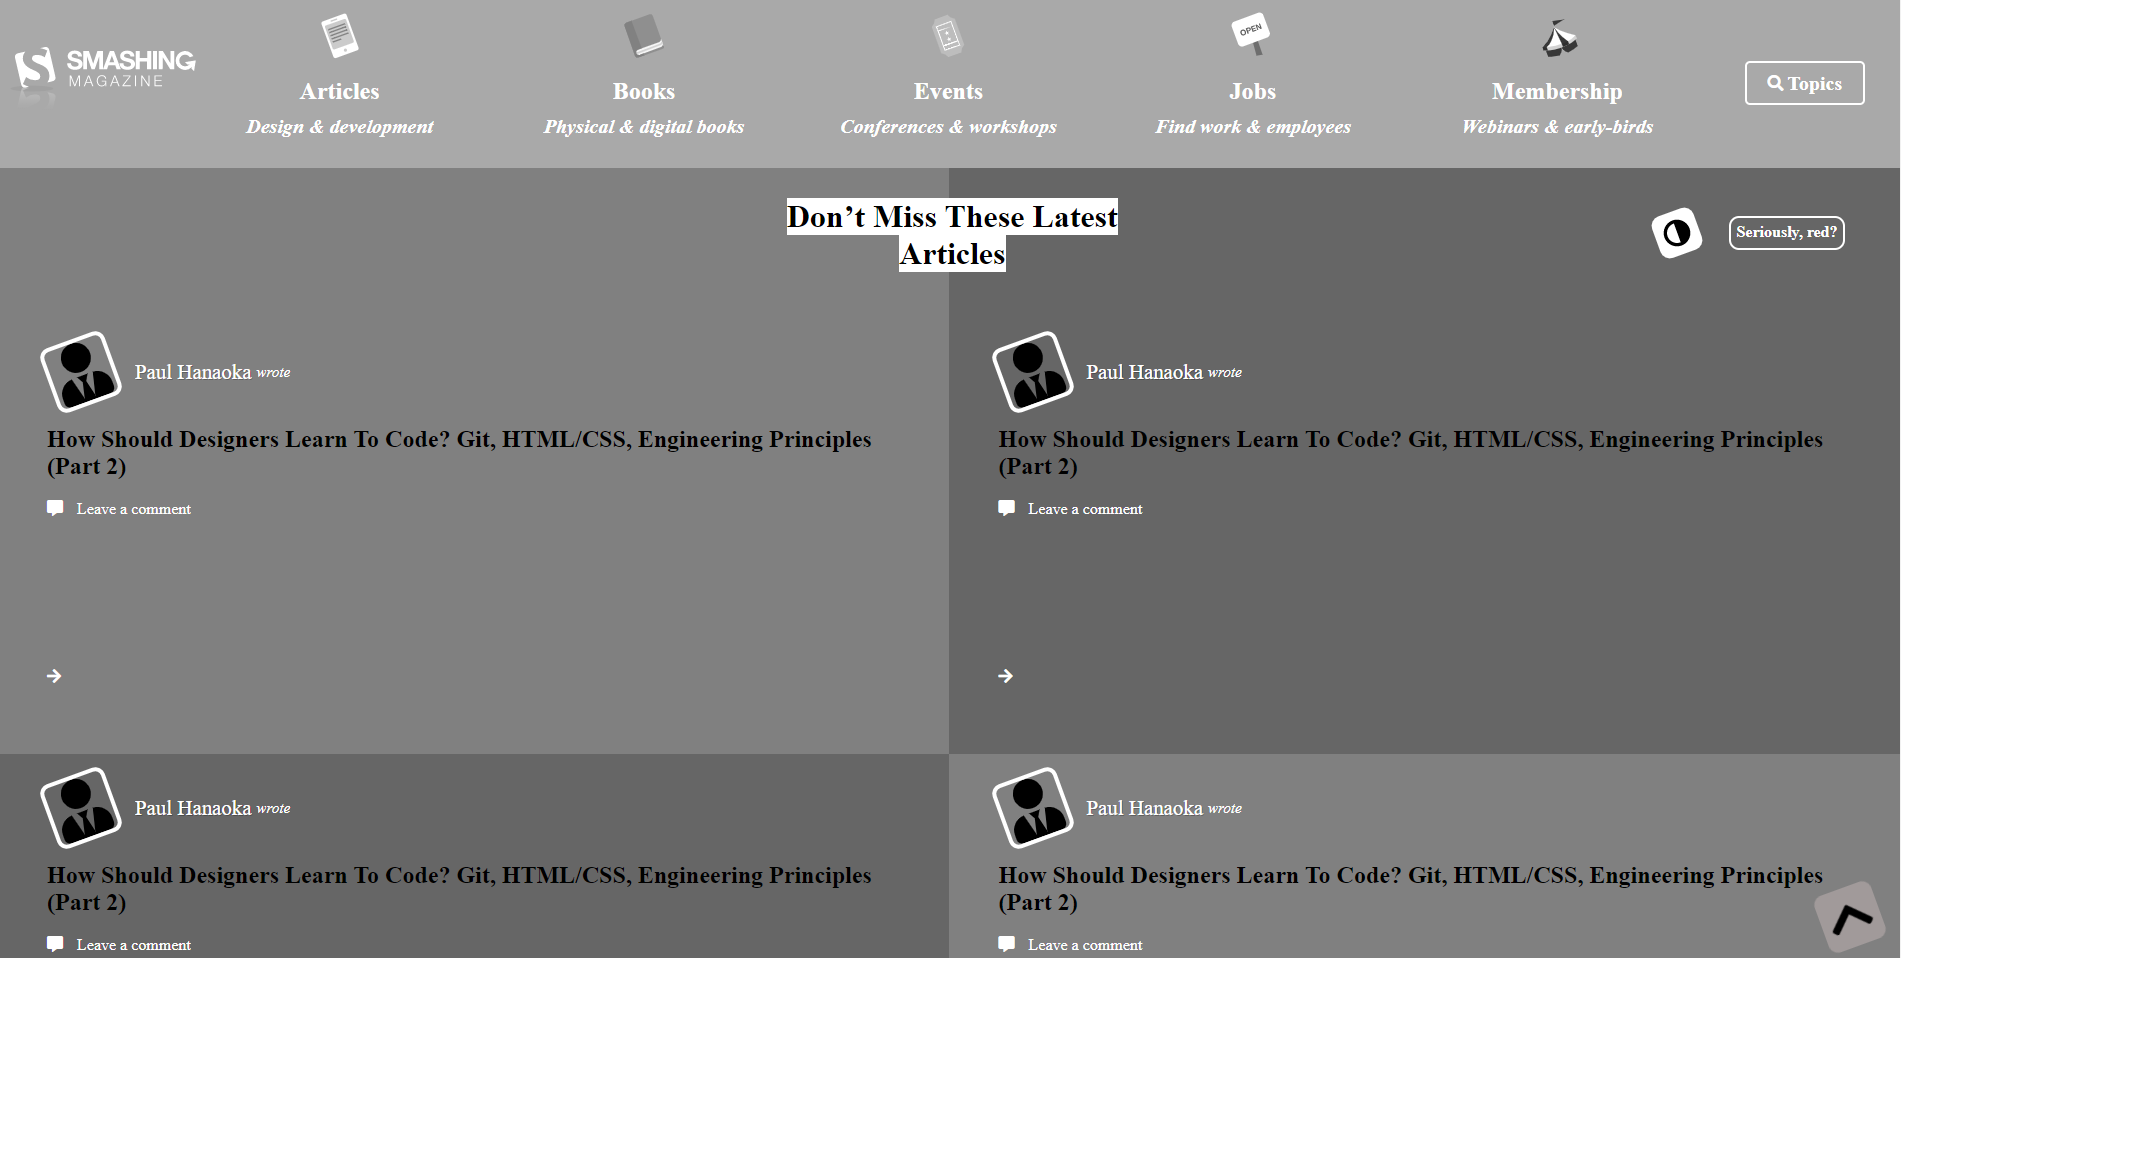 SMASHING
MAGAZINE
Articles
Design & development
Books
Physical & digital books
Events
Conferences & workshops
OPEN
Jobs
Find work & employees
Membership
Webinars & early-birds
Topics
Don’t Miss These Latest
Articles
Seriously, red?
Paul Hanaoka wrote
How Should Designers Learn To Code? Git, HTML/CSS, Engineering Principles
(Part 2)
Leave a comment
Paul Hanaoka wrote
How Should Designers Learn To Code? Git, HTML/CSS, Engineering Principles
(Part 2)
Leave a comment
Paul Hanaoka wrote
How Should Designers Learn To Code? Git, HTML/CSS, Engineering Principles
(Part 2)
Leave a comment
Paul Hanaoka wrote
How Should Designers Learn To Code? Git, HTML/CSS, Engineering Principles
(Part 2)
Leave a comment